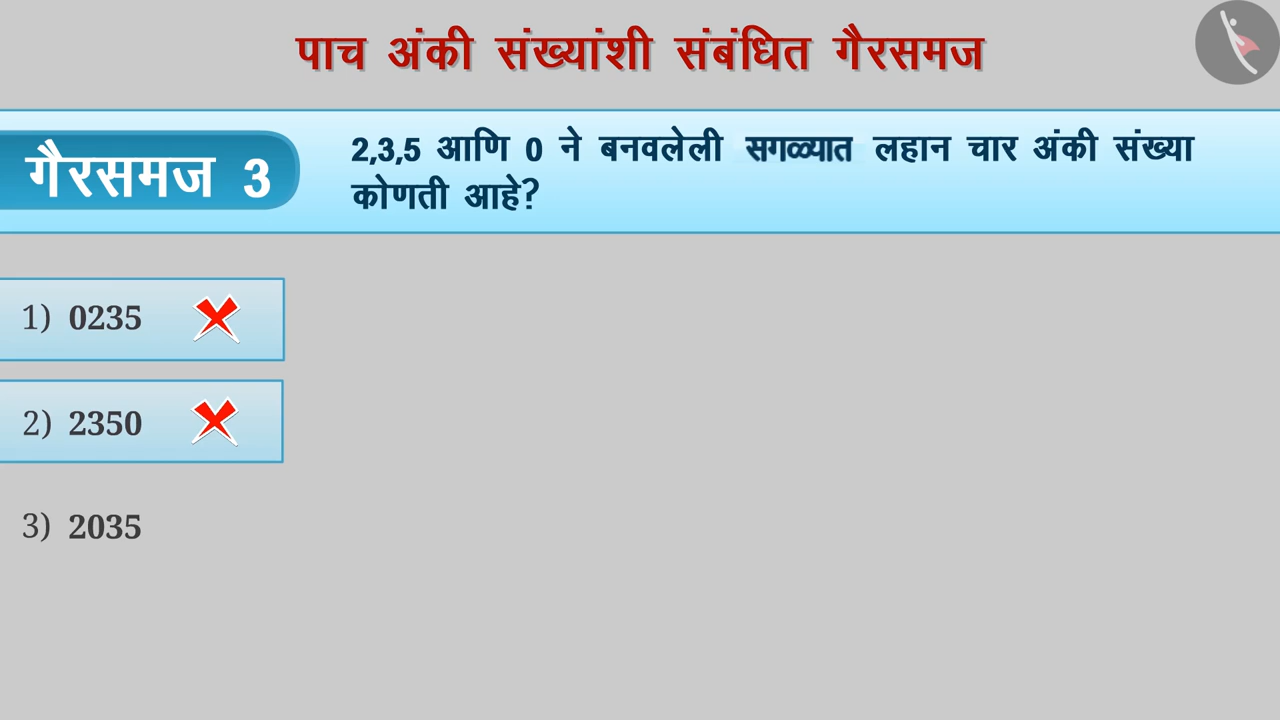 पाच अंकी संख्यांशी संबंधित गैरसमज
गैरसमज 3
2,3,5 आणि 0 ने बनवलेली सगळ्यात लहान चार अंकी संख्या
कोणती आहे?
1) 0235
2) 2350
3) 2035